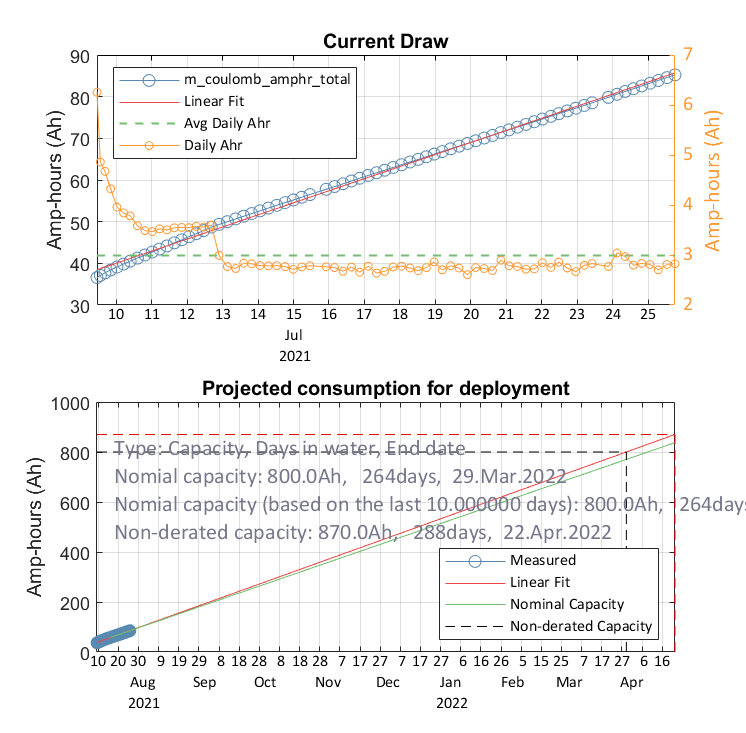 Current Draw
90
80
70
60
50
40
30
Amp-hours (Ah)
7
6
5
4
3
2
Amp-hours (Ah)
m_coulomb_amphr_total
Linear Fit
Avg Daily Ahr
Daily Ahr
10 11 12 13 14 15 16 17 18 19 20 21 22 23 24 25
Jul
2021
Projected consumption for deployment
1000
800
600
400
200
0
Amp-hours (Ah)
Type: Capacity, Days in water, End date
Nomial capacity: 800.0Ah, 264days, 29.Mar.2022
Nomial capacity (based on the last 10.000000 days): 800.0Ah, 264days
Non-derated capacity: 870.0Ah, 288days, 22.Apr.2022
Measured
Linear Fit
Nominal Capacity
Non-derated Capacity
10 20 30 9 19 29 8 18 28 8 18 28 7 17 27 7 17 27 6 16 26 5 15 25 7 17 27 6 16
Aug Sep Oct Nov Dec Jan Feb Mar Apr
2021 2022